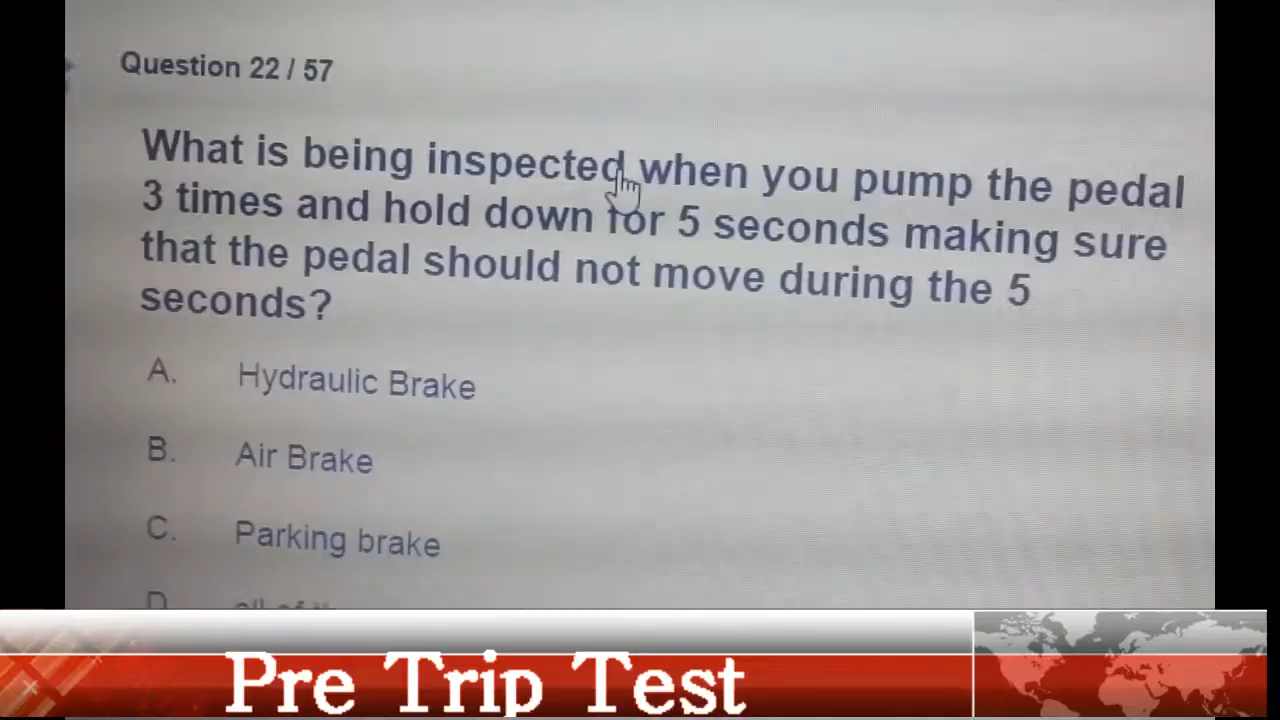 Question 22 / 57
What is being inspected when you pump the pedal
3 times and hold down for 5 seconds making sure
that the pedal should not move during the 5
seconds?
A. Hydraulic Brake
B. Air Brake
C. Parking brake
D. all of
Pre Trip Test